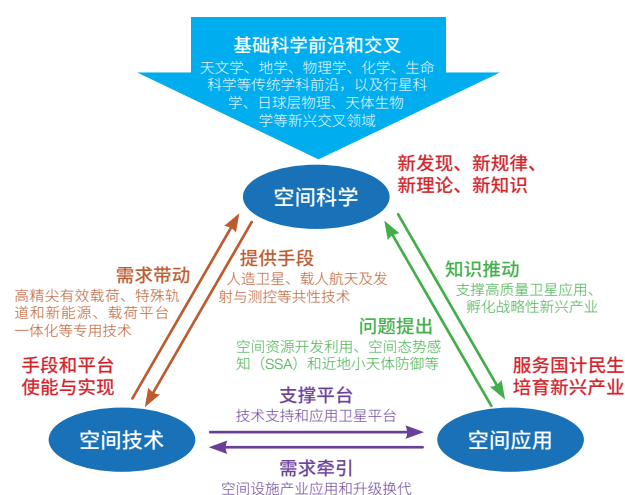 基础科学前沿和交叉
天文学、地学、物理学、化学、生命
科学等传统学科前沿，以及行星科
学、日球层物理、天体生物
学等新兴交叉领域
空间科学
新发现、新规律、
新理论、新知识
需求带动
高精尖有效载荷、特殊轨
道和新能源、载荷平台
一体化等专用技术
提供手段
人造卫星、载人航天及发
射与测控等共性技术
知识推动
支撑高质量卫星应用、
孵化战略性新兴产业
问题提出
空间资源开发利用、空间态势感
知（SSA）和近地小天体防御等
手段和平台
使能与实现
服务国计民生
培育新兴产业
空间技术
支撑平台
技术支持和应用卫星平台
空间应用
需求牵引
空间设施产业应用和升级换代